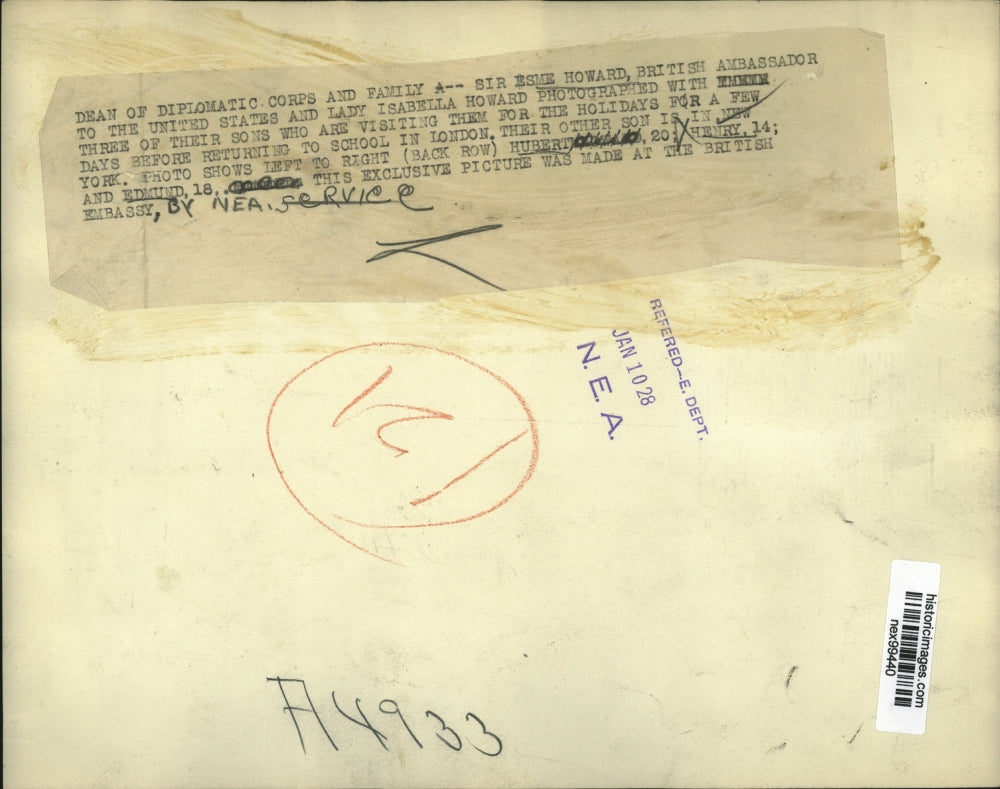 DEAN OF DIPLOMATIC CORPS AND FAMILY A-- SIR ESME HOWARD, BRITISH AMBASSADOR
TO THE UNITED STATES AND LADY ISABELLA HOWARD PHOTOGRAPHED WITH
THREE OF THEIR SONS WHO ARE VISITING THEM FOR THE HOLIDAYS FOR A FEW
DAYS BEFORE RETURNING TO SCHOOL IN LONDON. THEIR OTHER SON IS IN NEW
YORK. PHOTO SHOWS LEFT TO RIGHT (BACK ROW) HUBERT, 20; HENRY, 14;
AND EDMUND, 18. THIS EXCLUSIVE PICTURE WAS MADE AT THE BRITISH
EMBASSY, BY NEA. SERVICE
REFERED-E. DEPT.
JAN 10 28
N. E. A.
A4933
historicimages.com
nex99440